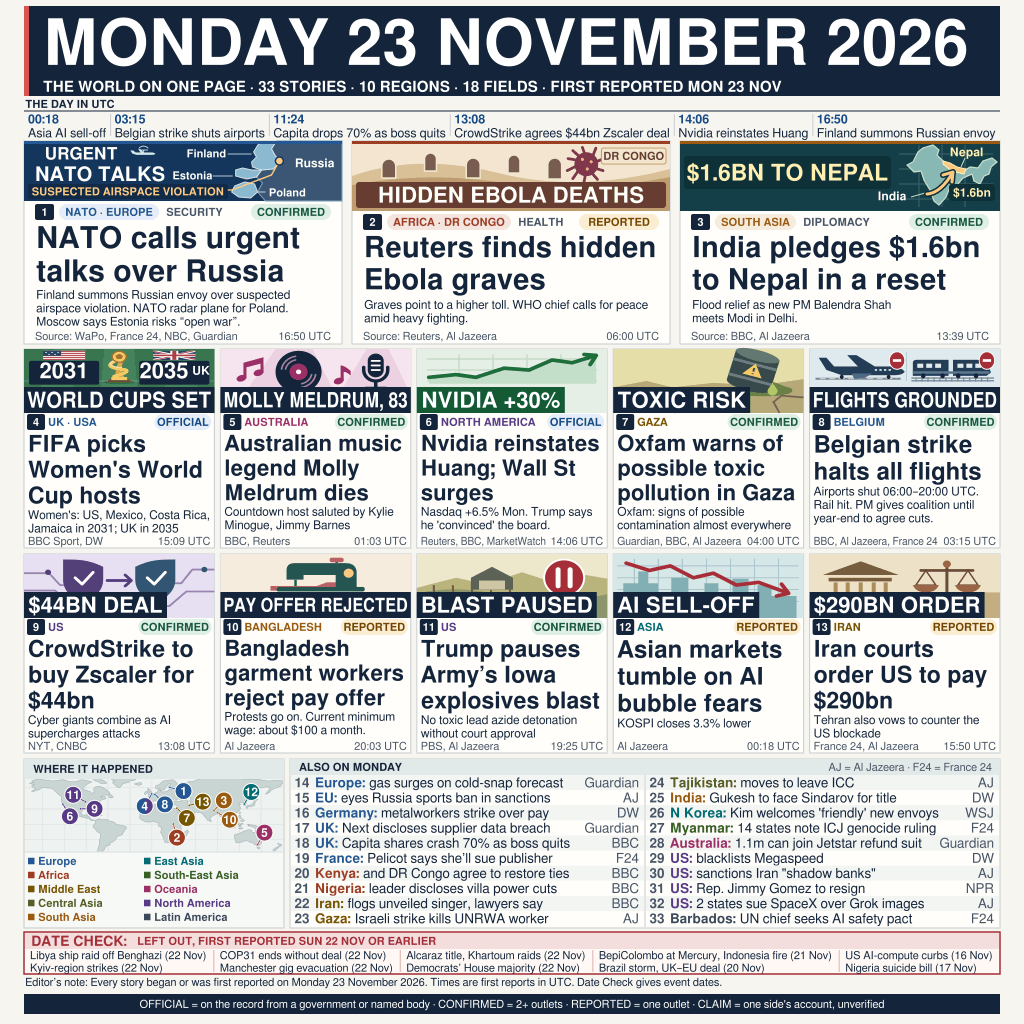 MONDAY 23 NOVEMBER 2026
THE WORLD ON ONE PAGE · 33 STORIES · 10 REGIONS · 18 FIELDS · FIRST REPORTED MON 23 NOV
THE DAY IN UTC
00:18
Asia AI sell-off
03:15
Belgian strike shuts airports
11:24
Capita drops 70% as boss quits
13:08
CrowdStrike agrees $44bn Zscaler deal
14:06
Nvidia reinstates Huang
16:50
Finland summons Russian envoy
URGENT
NATO TALKS
SUSPECTED AIRSPACE VIOLATION
Finland
Estonia
Russia
Poland
1 NATO · EUROPE SECURITY CONFIRMED
NATO calls urgent
talks over Russia
Finland summons Russian envoy over suspected
airspace violation. NATO radar plane for Poland.
Moscow says Estonia risks “open war”.
Source: WaPo, France 24, NBC, Guardian 16:50 UTC
DR CONGO
HIDDEN EBOLA DEATHS
2 AFRICA · DR CONGO HEALTH REPORTED
Reuters finds hidden
Ebola graves
Graves point to a higher toll. WHO chief calls for peace
amid heavy fighting.
Source: Reuters, Al Jazeera 06:00 UTC
$1.6BN TO NEPAL
Nepal
India
$1.6bn
3 SOUTH ASIA DIPLOMACY CONFIRMED
India pledges $1.6bn
to Nepal in a reset
Flood relief as new PM Balendra Shah
meets Modi in Delhi.
Source: BBC, Al Jazeera 13:39 UTC
2031 2035 UK
WORLD CUPS SET
4 UK · USA OFFICIAL
FIFA picks
Women's World
Cup hosts
Women's: US, Mexico, Costa Rica,
Jamaica in 2031; UK in 2035
BBC Sport, DW 15:09 UTC
MOLLY MELDRUM, 83
5 AUSTRALIA CONFIRMED
Australian music
legend Molly
Meldrum dies
Countdown host saluted by Kylie
Minogue, Jimmy Barnes
BBC, Reuters 01:03 UTC
NVIDIA +30%
6 NORTH AMERICA OFFICIAL
Nvidia reinstates
Huang; Wall St
surges
Nasdaq +6.5% Mon. Trump says
he 'convinced' the board.
Reuters, BBC, MarketWatch 14:06 UTC
TOXIC RISK
7 GAZA CONFIRMED
Oxfam warns of
possible toxic
pollution in Gaza
Oxfam: signs of possible
contamination almost everywhere
Guardian, BBC, Al Jazeera 04:00 UTC
FLIGHTS GROUNDED
8 BELGIUM CONFIRMED
Belgian strike
halts all flights
Airports shut 06:00–20:00 UTC.
Rail hit. PM gives coalition until
year-end to agree cuts.
BBC, Al Jazeera, France 24 03:15 UTC
$44BN DEAL
9 US CONFIRMED
CrowdStrike to
buy Zscaler for
$44bn
Cyber giants combine as AI
supercharges attacks
NYT, CNBC 13:08 UTC
PAY OFFER REJECTED
10 BANGLADESH REPORTED
Bangladesh
garment workers
reject pay offer
Protests go on. Current minimum
wage: about $100 a month.
Al Jazeera 20:03 UTC
BLAST PAUSED
11 US CONFIRMED
Trump pauses
Army’s Iowa
explosives blast
No toxic lead azide detonation
without court approval
PBS, Al Jazeera 19:25 UTC
AI SELL-OFF
12 ASIA REPORTED
Asian markets
tumble on AI
bubble fears
KOSPI closes 3.3% lower
Al Jazeera 00:18 UTC
$290BN ORDER
13 IRAN REPORTED
Iran courts
order US to pay
$290bn
Tehran also vows to counter the
US blockade
France 24, Al Jazeera 15:50 UTC
WHERE IT HAPPENED
11 9 6 4 8 1 7 13 3 10 12 2 5
Europe East Asia
Africa South-East Asia
Middle East Oceania
Central Asia North America
South Asia Latin America
ALSO ON MONDAY AJ = Al Jazeera · F24 = France 24
14 Europe: gas surges on cold-snap forecast Guardian
15 EU: eyes Russia sports ban in sanctions AJ
16 Germany: metalworkers strike over pay DW
17 UK: Next discloses supplier data breach Guardian
18 UK: Capita shares crash 70% as boss quits BBC
19 France: Pelicot says she’ll sue publisher F24
20 Kenya: and DR Congo agree to restore ties BBC
21 Nigeria: leader discloses villa power cuts BBC
22 Iran: flogs unveiled singer, lawyers say BBC
23 Gaza: Israeli strike kills UNRWA worker AJ
24 Tajikistan: moves to leave ICC AJ
25 India: Gukesh to face Sindarov for title DW
26 N Korea: Kim welcomes 'friendly' new envoys WSJ
27 Myanmar: 14 states note ICJ genocide ruling F24
28 Australia: 1.1m can join Jetstar refund suit Guardian
29 US: blacklists Megaspeed DW
30 US: sanctions Iran "shadow banks" AJ
31 US: Rep. Jimmy Gomez to resign NPR
32 US: 2 states sue SpaceX over Grok images AJ
33 Barbados: UN chief seeks AI safety pact F24
DATE CHECK: LEFT OUT, FIRST REPORTED SUN 22 NOV OR EARLIER
Libya ship raid off Benghazi (22 Nov) COP31 ends without deal (22 Nov) Alcaraz title, Khartoum raids (22 Nov) BepiColombo at Mercury, Indonesia fire (21 Nov) US AI-compute curbs (16 Nov)
Kyiv-region strikes (22 Nov) Manchester gig evacuation (22 Nov) Democrats’ House majority (22 Nov) Brazil storm, UK–EU deal (20 Nov) Nigeria suicide bill (17 Nov)
Editor’s note: Every story began or was first reported on Monday 23 November 2026. Times are first reports in UTC. Date Check gives event dates.
OFFICIAL = on the record from a government or named body · CONFIRMED = 2+ outlets · REPORTED = one outlet · CLAIM = one side’s account, unverified